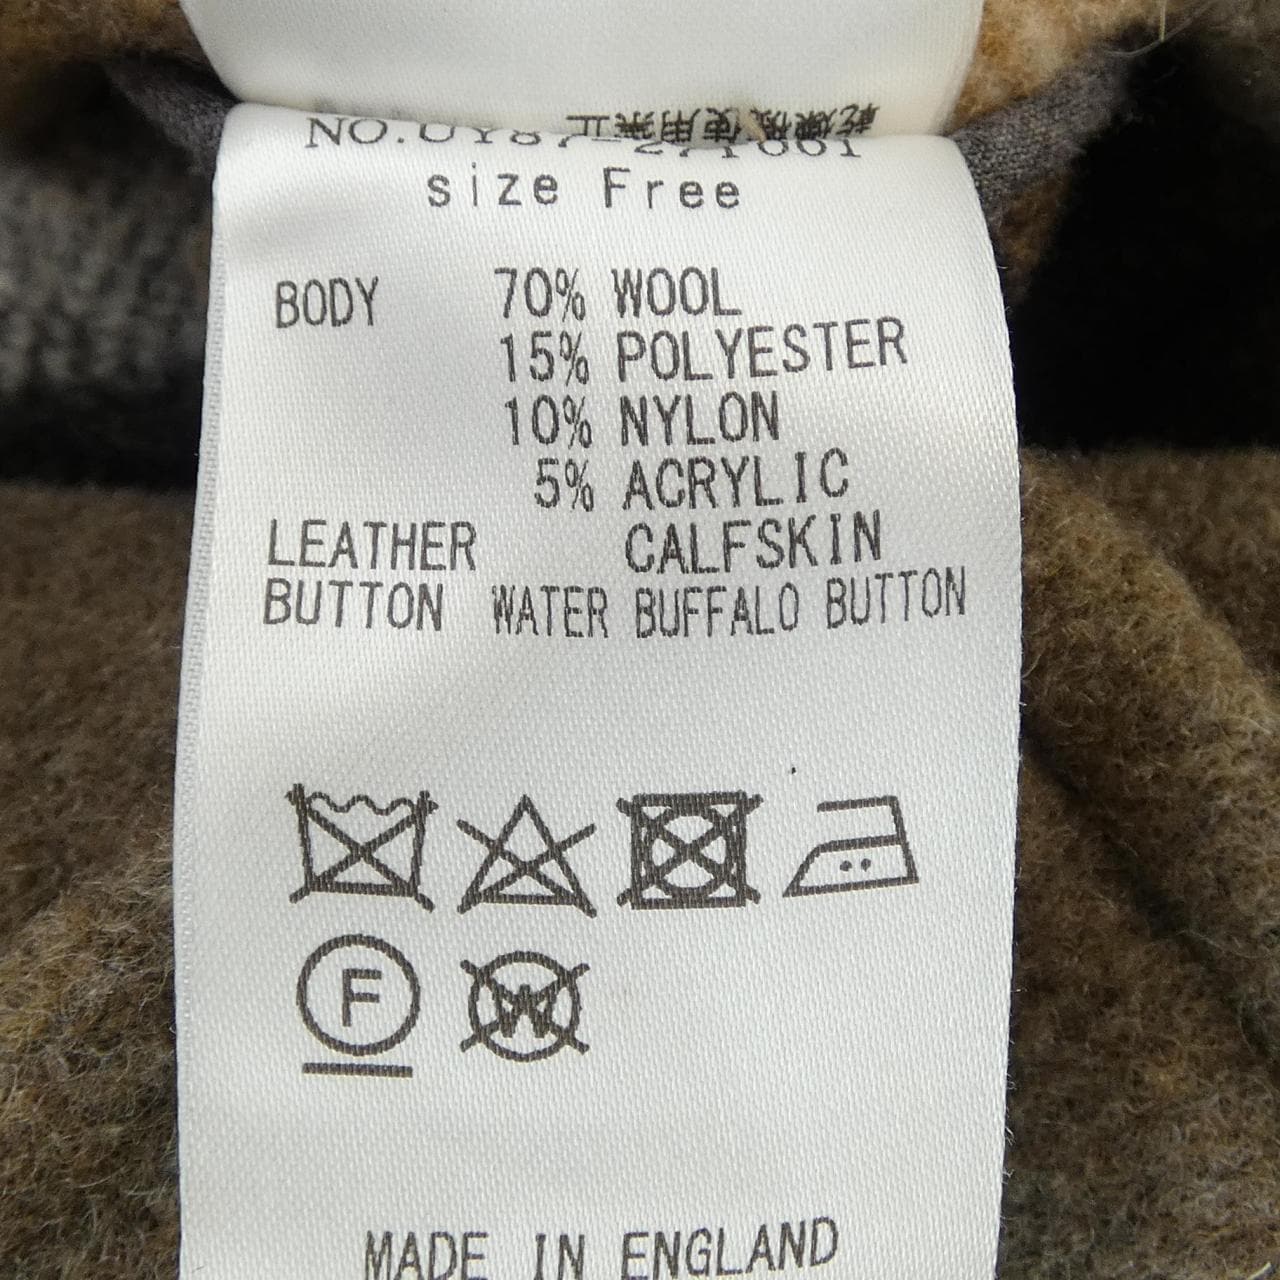 size Free
BODY 70% WOOL
15% POLYESTER
10% NYLON
5% ACRYLIC
LEATHER CALFSKIN
BUTTON WATER BUFFALO BUTTON
F W
MADE IN ENGLAND